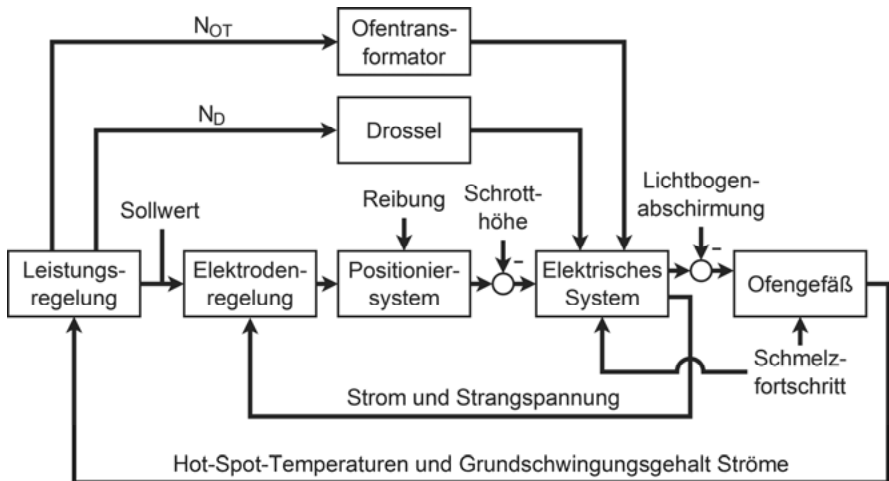 N_OT
Ofentrans-
formator
N_D
Drossel
Sollwert
Reibung
Schrott-
höhe
Lichtbogen-
abschirmung
Leistungs-
regelung
Elektroden-
regelung
Positionier-
system
-
Elektrisches
System
-
Ofengefäß
Schmelz-
fortschritt
Strom und Strangspannung
Hot-Spot-Temperaturen und Grundschwingungsgehalt Ströme